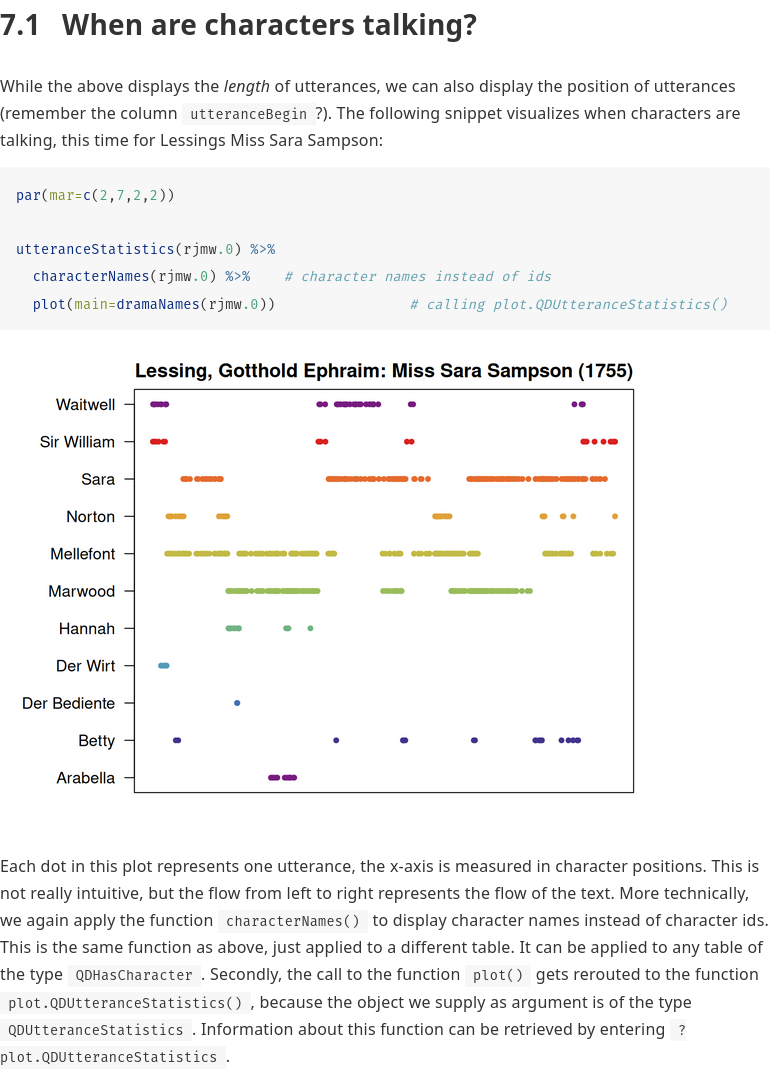 7.1 When are characters talking?
While the above displays the length of utterances, we can also display the position of utterances
(remember the column utteranceBegin ?). The following snippet visualizes when characters are
talking, this time for Lessings Miss Sara Sampson:
par(mar=c(2,7,2,2))
utteranceStatistics(rjmw.0) %>%
characterNames(rjmw.0) %>% # character names instead of ids
plot(main=dramaNames(rjmw.0)) # calling plot.QDUtteranceStatistics()
Lessing, Gotthold Ephraim: Miss Sara Sampson (1755)
Waitwell
Sir William
Sara
Norton
Mellefont
Marwood
Hannah
Der Wirt
Der Bediente
Betty
Arabella
Each dot in this plot represents one utterance, the x-axis is measured in character positions. This is
not really intuitive, but the flow from left to right represents the flow of the text. More technically,
we again apply the function characterNames() to display character names instead of character ids.
This is the same function as above, just applied to a different table. It can be applied to any table of
the type QDHasCharacter . Secondly, the call to the function plot() gets rerouted to the function
plot.QDUtteranceStatistics() , because the object we supply as argument is of the type
QDUtteranceStatistics . Information about this function can be retrieved by entering ?
plot.QDUtteranceStatistics .